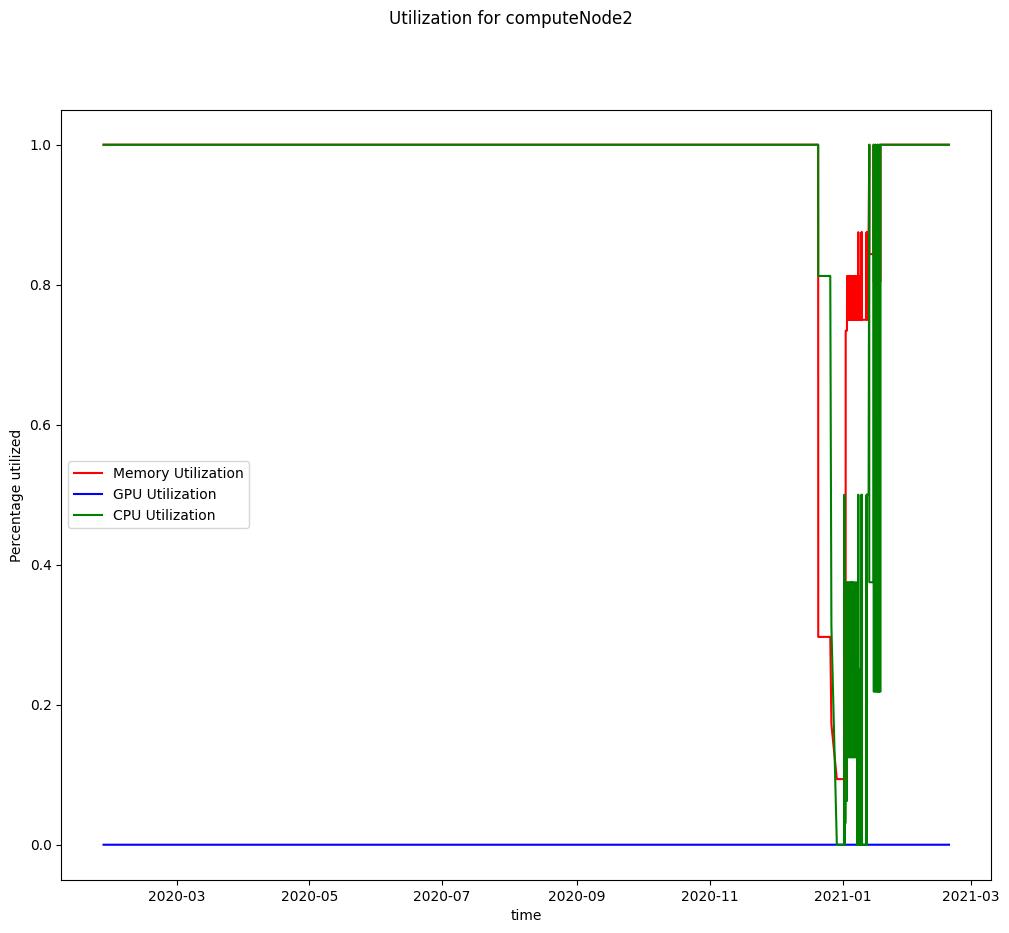 Utilization for computeNode2
1.0
0.8
0.6
0.4
0.2
0.0
Percentage utilized
Memory Utilization
GPU Utilization
CPU Utilization
2020-03 2020-05 2020-07 2020-09 2020-11 2021-01 2021-03
time